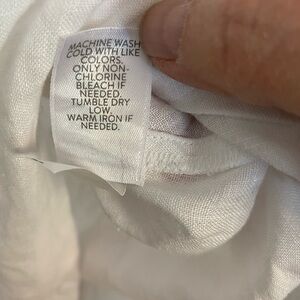 MACHINE WASH
COLD WITH LIKE
COLORS.
ONLY NON-
CHLORINE
BLEACH IF
NEEDED.
TUMBLE DRY
LOW.
WARM IRON IF
NEEDED.